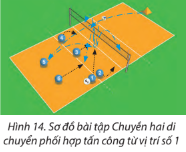 Hình 14. Sơ đồ bài tập Chuyền hai di
chuyển phối hợp tấn công từ vị trí số 1